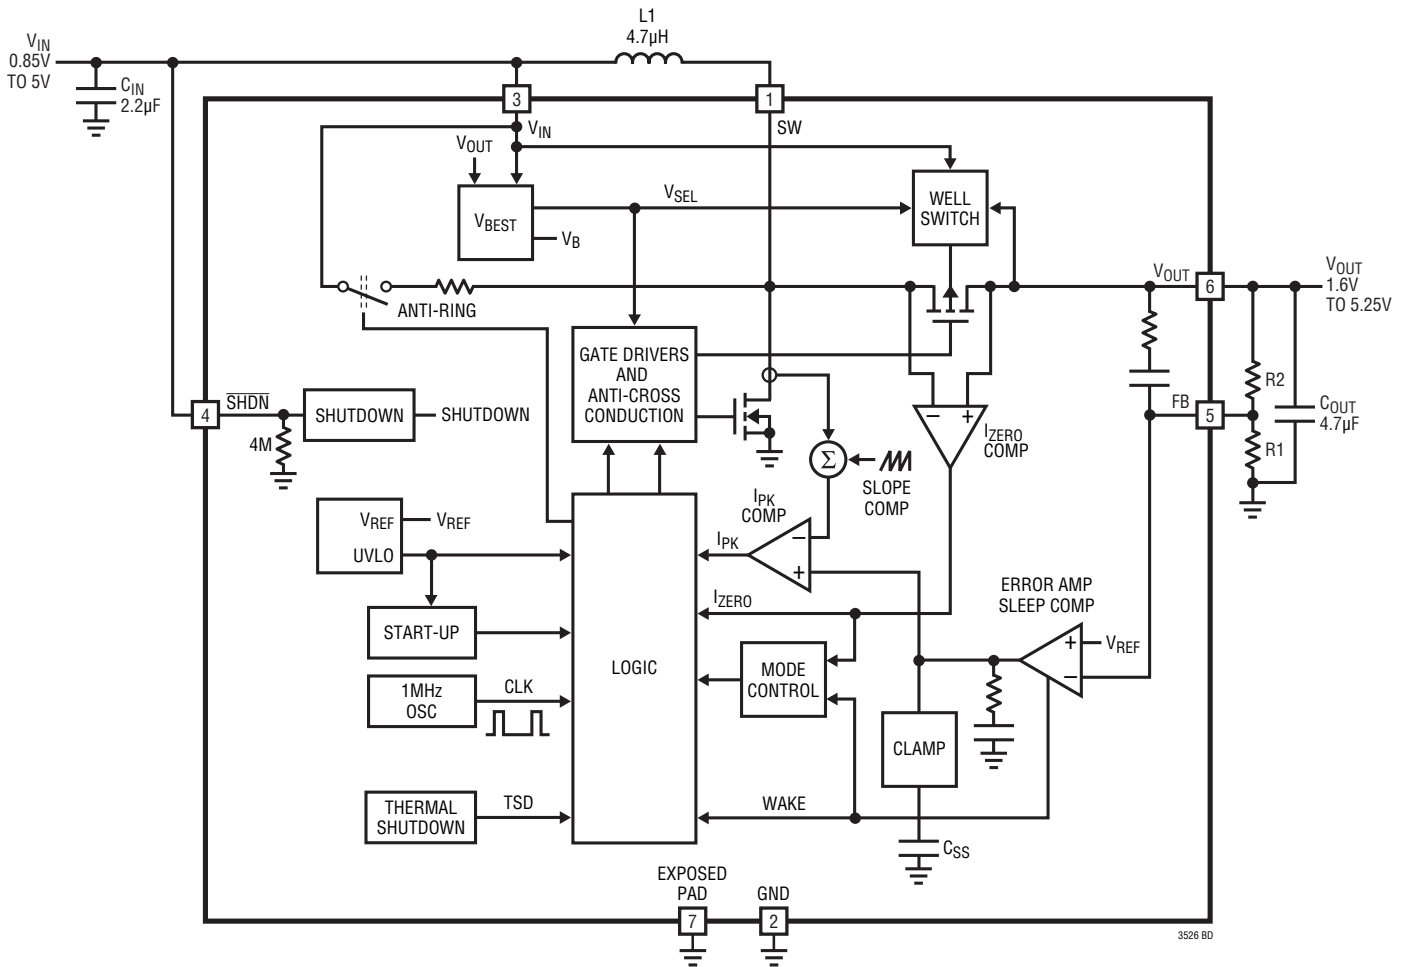 L1
4.7µH
VIN
0.85V
TO 5V
CIN
2.2µF
3
1
VIN
SW
VOUT
VSEL
WELL
SWITCH
VBEST
VB
VOUT
6
VOUT
1.6V
TO 5.25V
ANTI-RING
GATE DRIVERS
AND
ANTI-CROSS
CONDUCTION
R2
4
SHDN
SHUTDOWN
SHUTDOWN
FB
5
COUT
4.7µF
4M
– +
IZERO
COMP
R1
Σ
SLOPE
COMP
IPK
COMP
VREF
VREF
UVLO
IPK
–
+
ERROR AMP
SLEEP COMP
IZERO
START-UP
LOGIC
MODE
CONTROL
+
–
VREF
1MHz
OSC
CLK
CLAMP
THERMAL
SHUTDOWN
TSD
WAKE
CSS
EXPOSED
PAD
GND
7
2
3526 BD